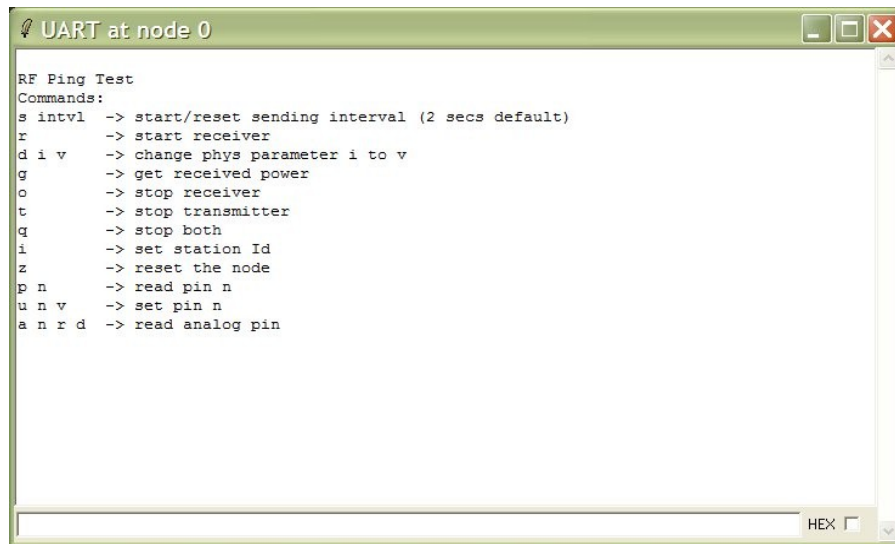 UART at node 0
RF Ping Test
Commands:
s intvl  -> start/reset sending interval (2 secs default)
r        -> start receiver
d i v    -> change phys parameter i to v
g        -> get received power
o        -> stop receiver
t        -> stop transmitter
q        -> stop both
i        -> set station Id
z        -> reset the node
p n      -> read pin n
u n v    -> set pin n
a n r d  -> read analog pin
HEX